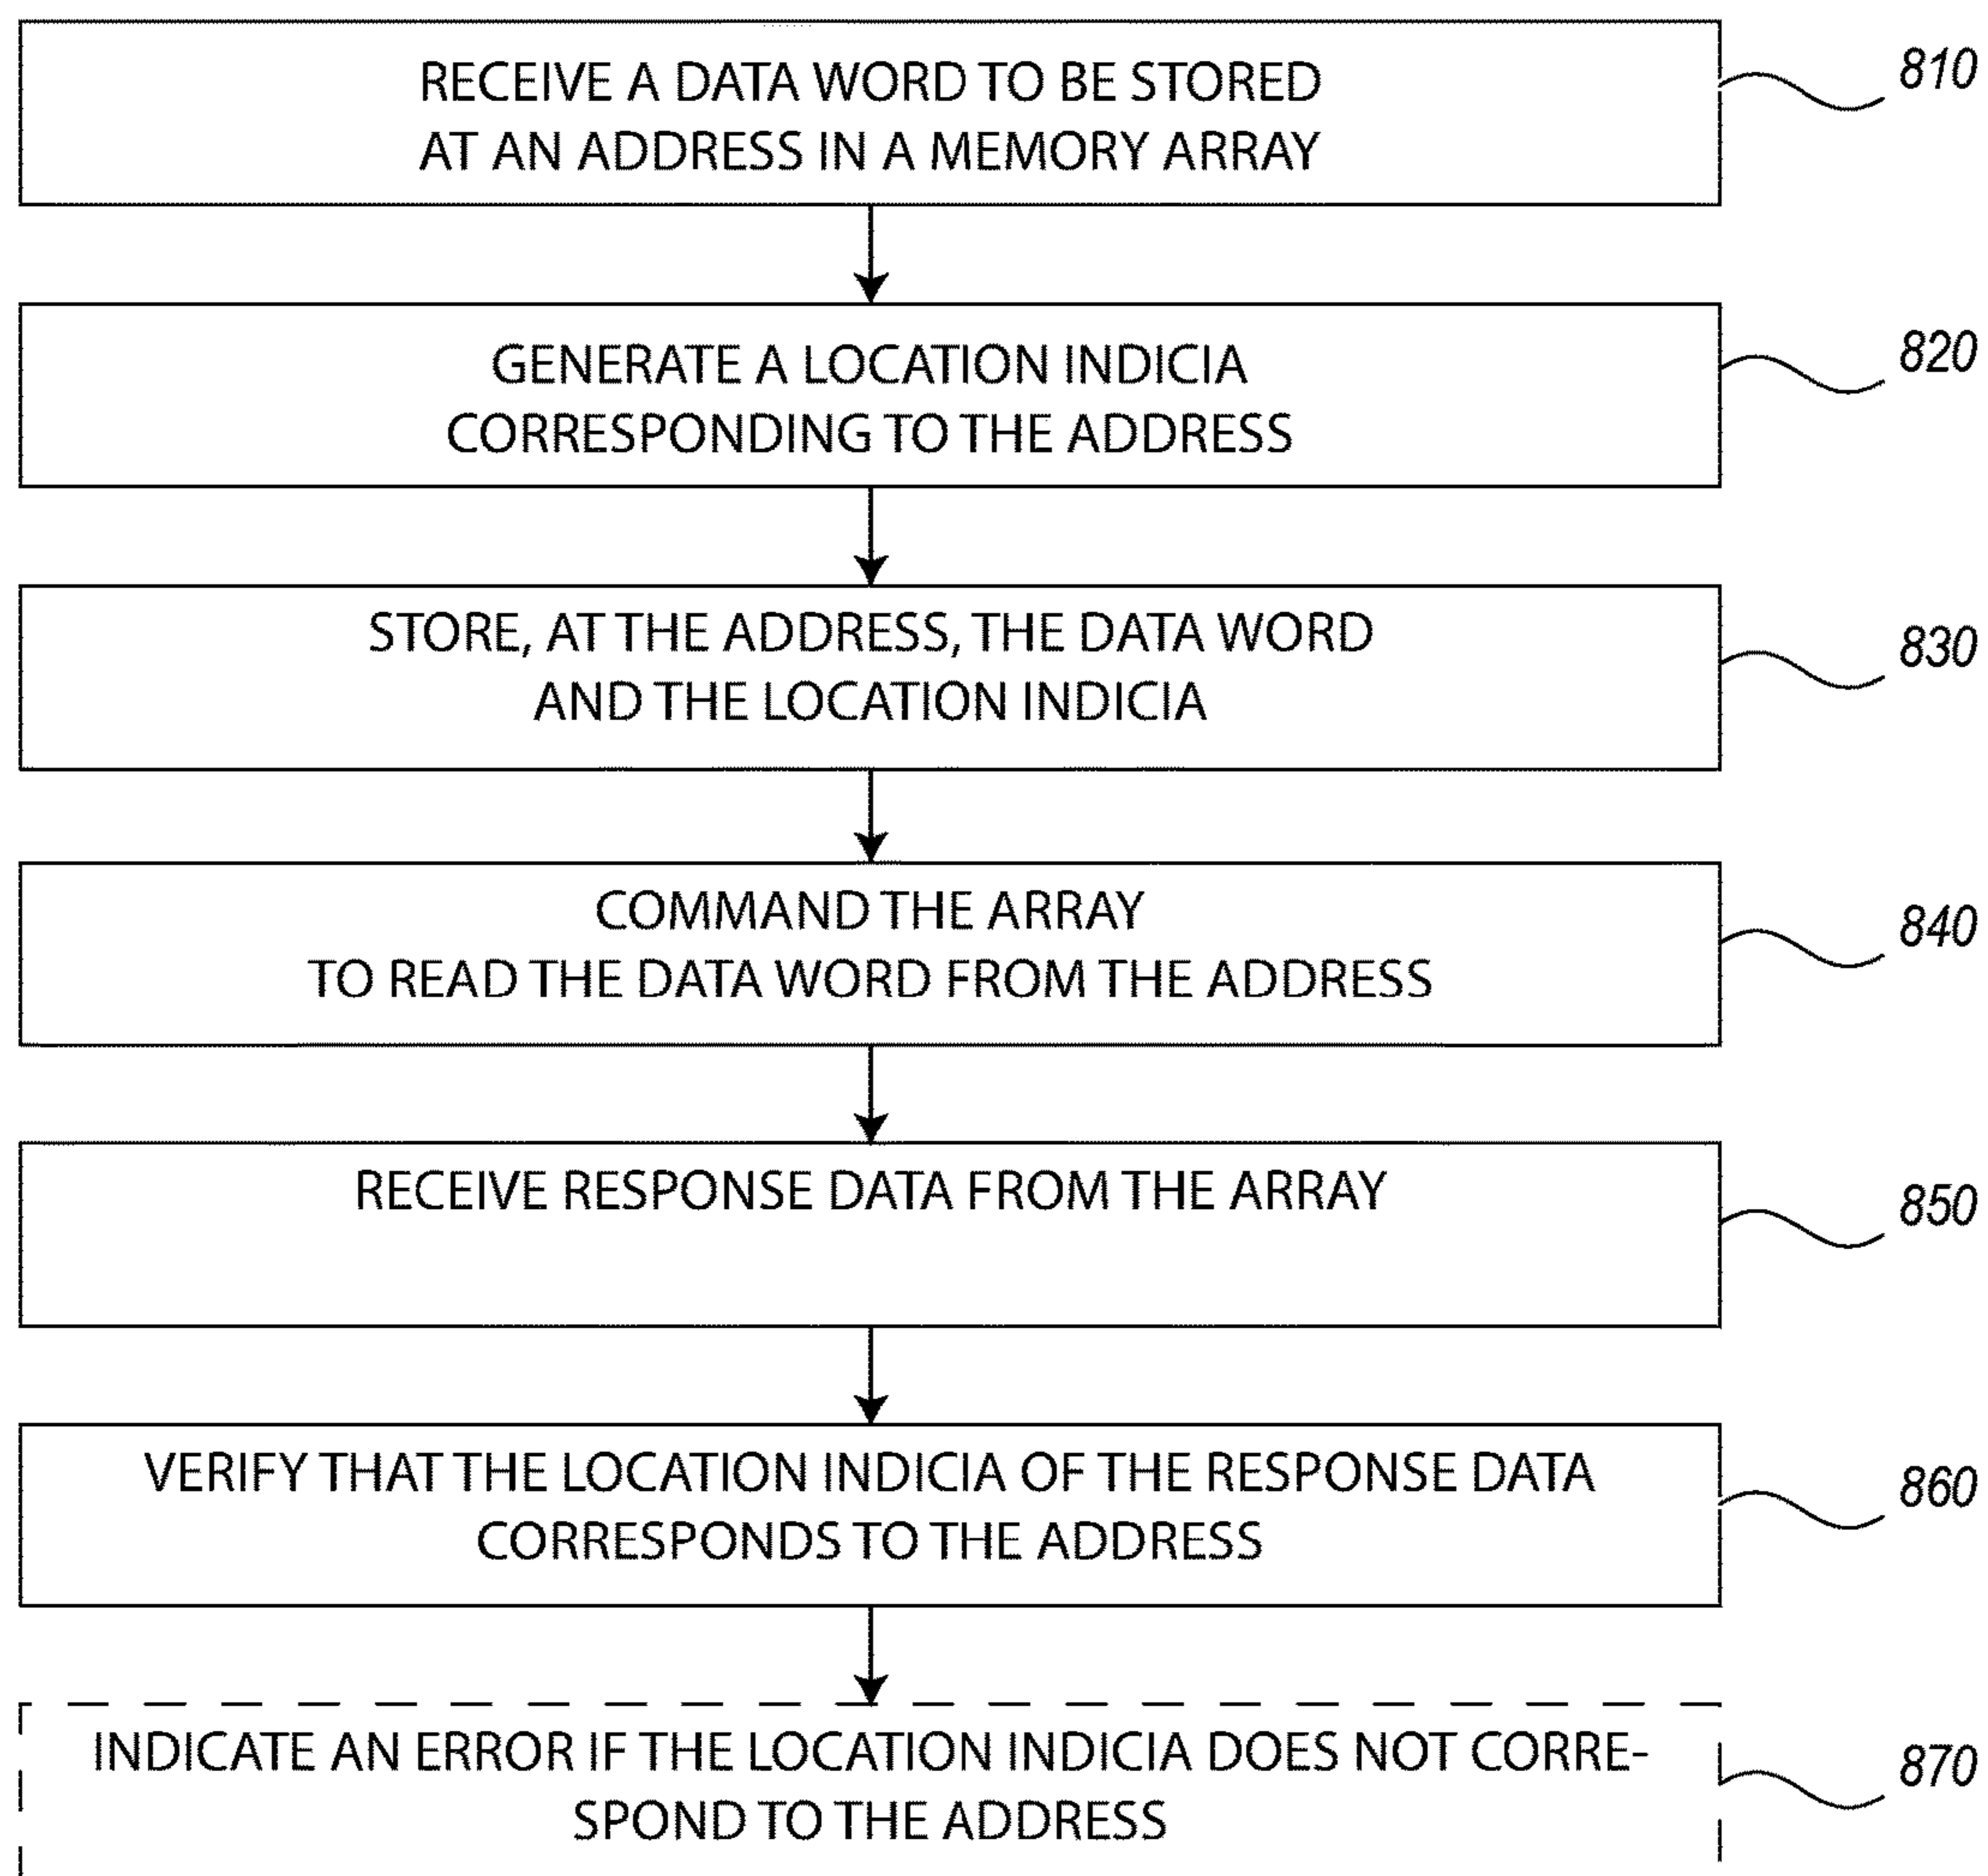 RECEIVE A DATA WORD TO BE STORED
AT AN ADDRESS IN A MEMORY ARRAY
810
GENERATE A LOCATION INDICIA
CORRESPONDING TO THE ADDRESS
820
STORE, AT THE ADDRESS, THE DATA WORD
AND THE LOCATION INDICIA
830
COMMAND THE ARRAY
TO READ THE DATA WORD FROM THE ADDRESS
840
RECEIVE RESPONSE DATA FROM THE ARRAY
850
VERIFY THAT THE LOCATION INDICIA OF THE RESPONSE DATA
CORRESPONDS TO THE ADDRESS
860
INDICATE AN ERROR IF THE LOCATION INDICIA DOES NOT CORRE-
SPOND TO THE ADDRESS
870